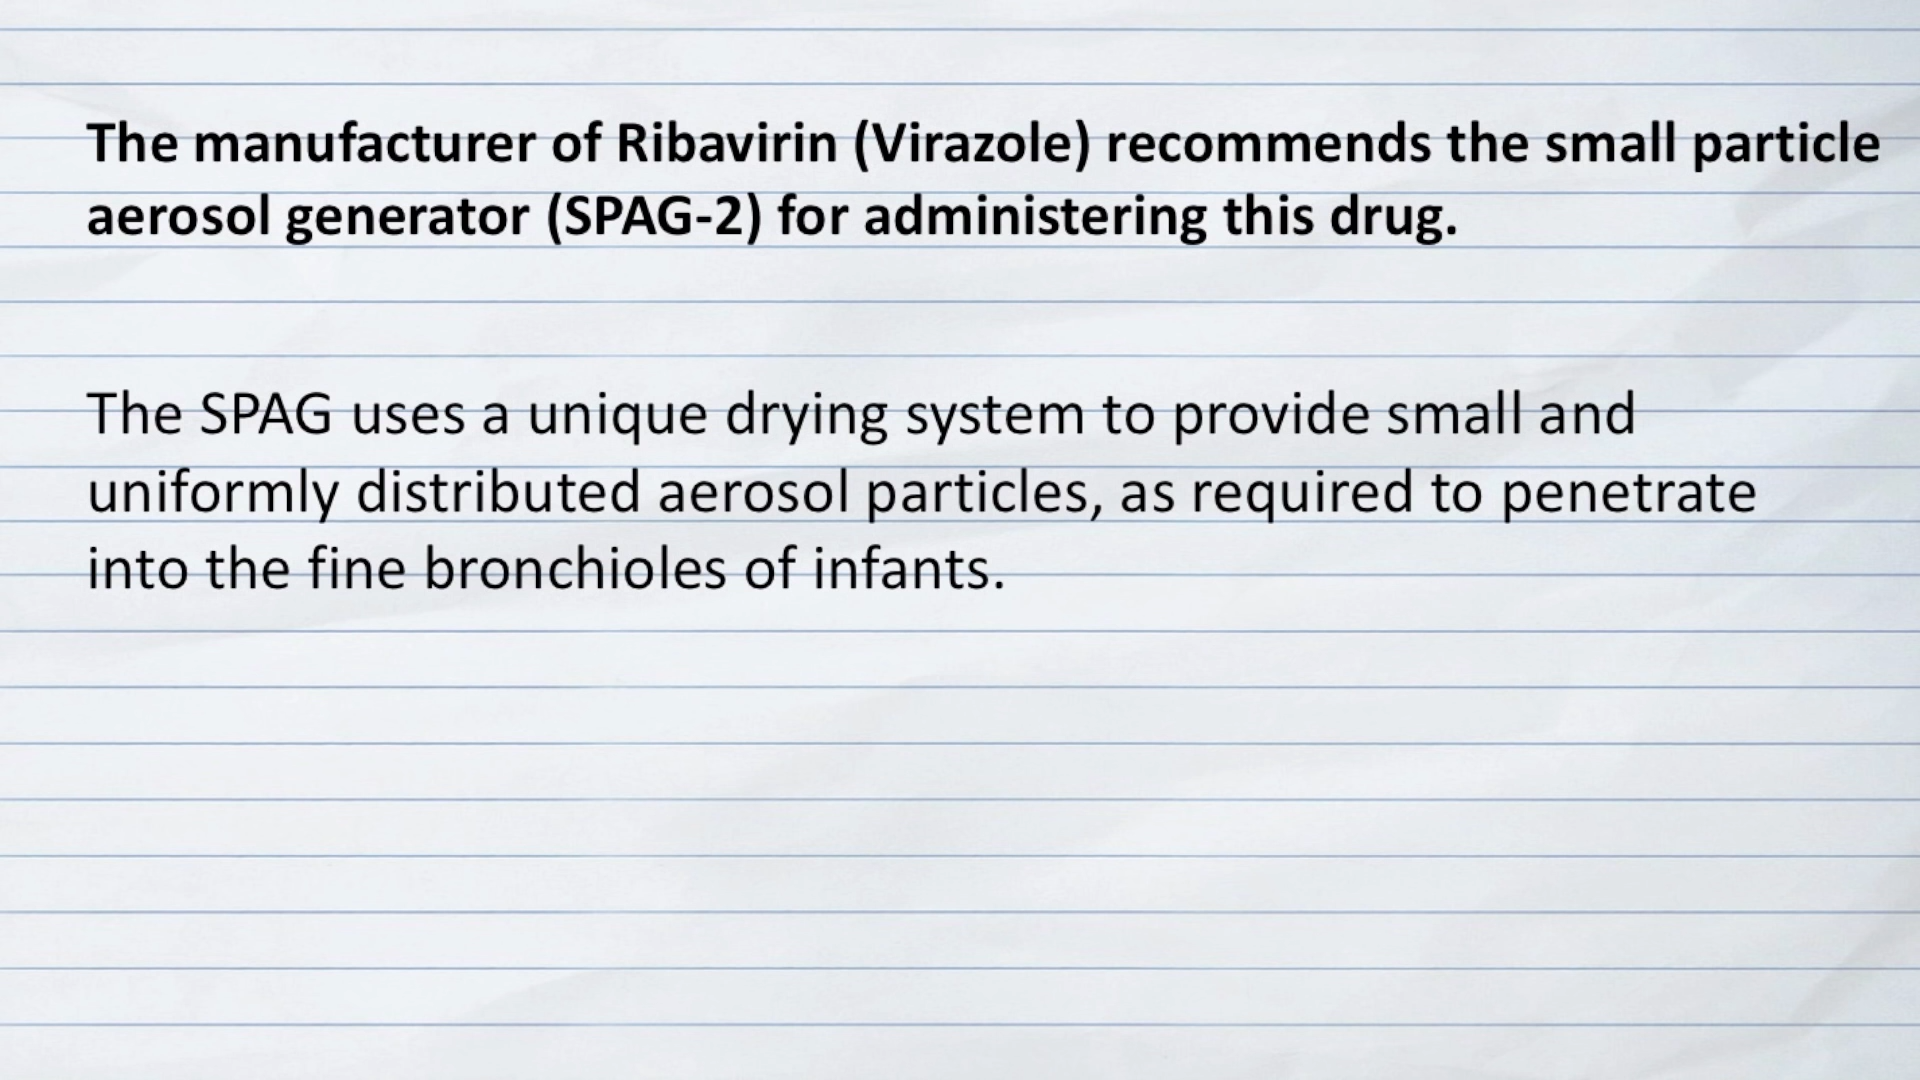 The manufacturer of Ribavirin (Virazole) recommends the small particle
aerosol generator (SPAG-2) for administering this drug.
The SPAG uses a unique drying system to provide small and
uniformly distributed aerosol particles, as required to penetrate
into the fine bronchioles of infants.